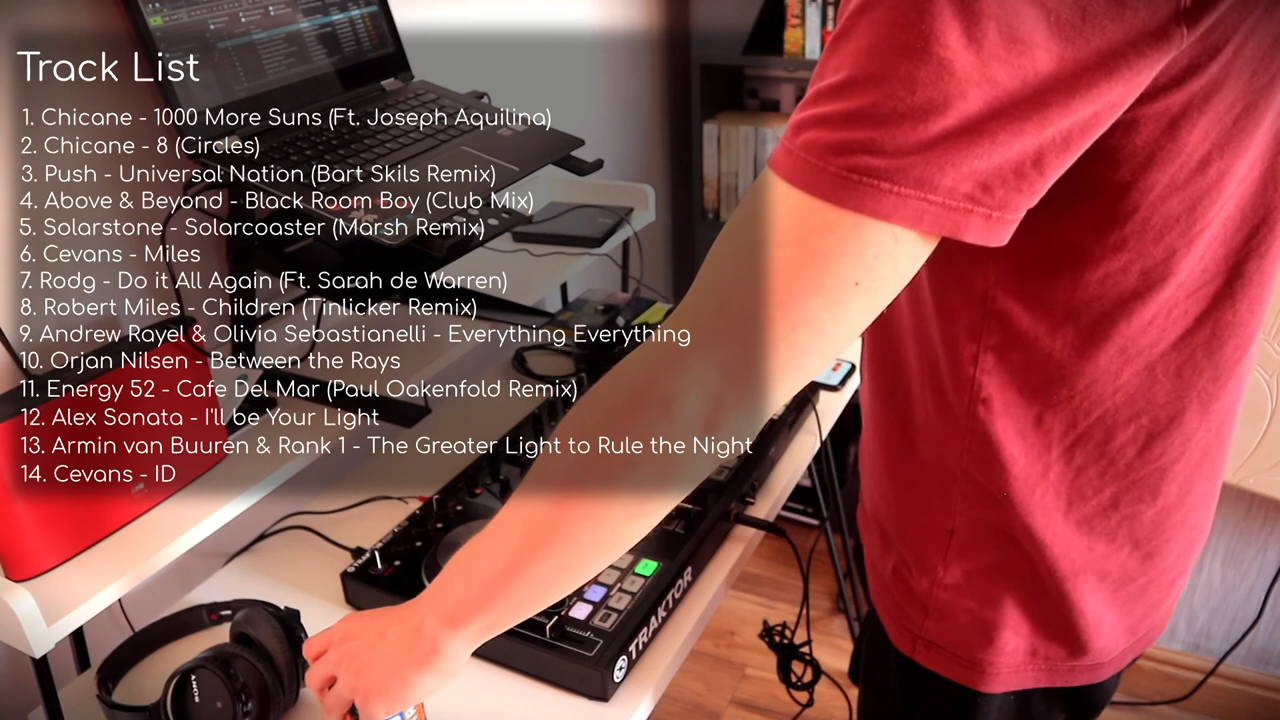 Track List
1. Chicane - 1000 More Suns (Ft. Joseph Aquilina)
2. Chicane - 8 (Circles)
3. Push - Universal Nation (Bart Skils Remix)
4. Above & Beyond - Black Room Boy (Club Mix)
5. Solarstone - Solarcoaster (Marsh Remix)
6. Cevans - Miles
7. Rodg - Do it All Again (Ft. Sarah de Warren)
8. Robert Miles - Children (Tinlicker Remix)
9. Andrew Rayel & Olivia Sebastianelli - Everything Everything
10. Orjan Nilsen - Between the Rays
11. Energy 52 - Cafe Del Mar (Paul Oakenfold Remix)
12. Alex Sonata - I'll be Your Light
13. Armin van Buuren & Rank 1 - The Greater Light to Rule the Night
14. Cevans - ID
TRAKTOR
SONY